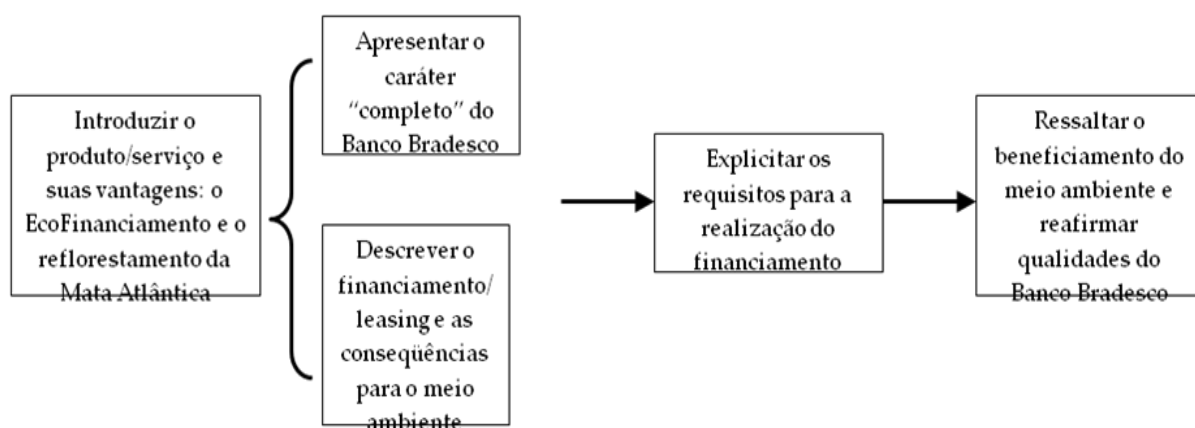 Introduzir o
produto/serviço e
suas vantagens: o
EcoFinanciamento e o
reflorestamento da
Mata Atlântica
Apresentar o
caráter
“completo” do
Banco Bradesco
Descrever o
financiamento/
leasing e as
conseqüências
para o meio
ambiente
Explicitar os
requisitos para a
realização do
financiamento
Ressaltar o
beneficiamento do
meio ambiente e
reafirmar
qualidades do
Banco Bradesco